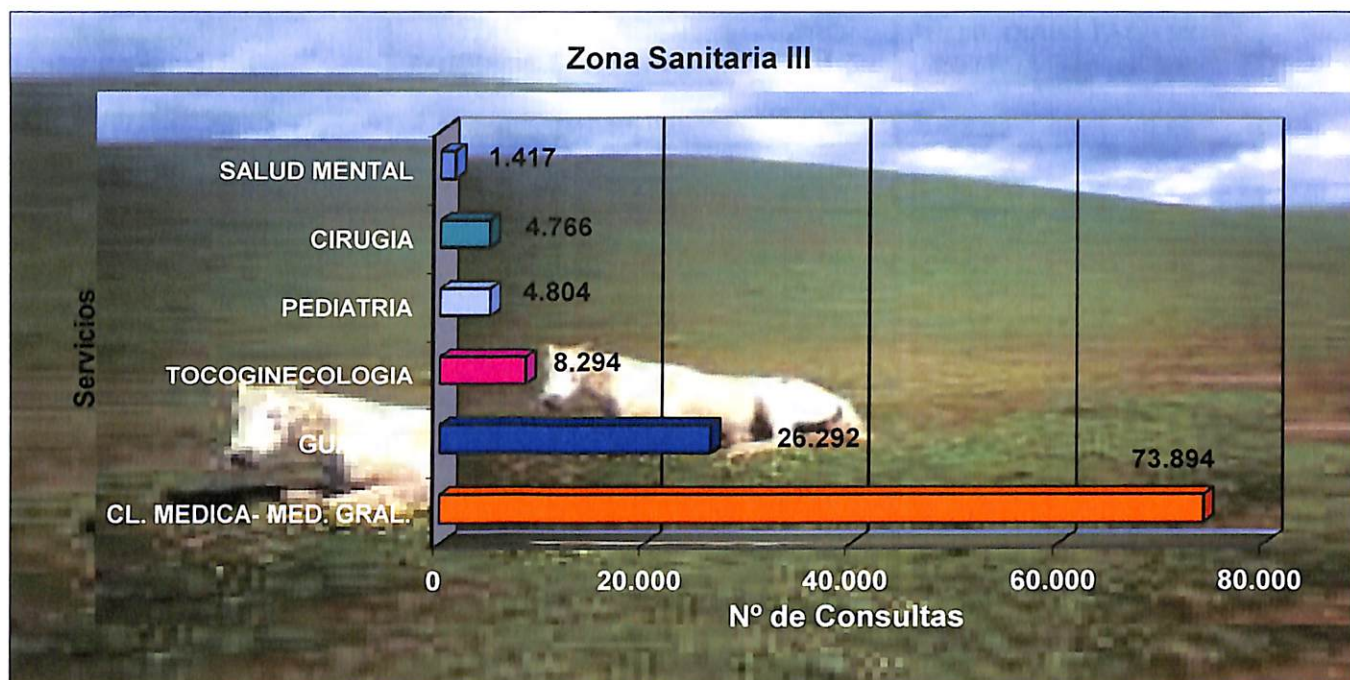 Zona Sanitaria III
Servicios
SALUD MENTAL 1.417
CIRUGIA 4.766
PEDIATRIA 4.804
TOCOGINECOLOGIA 8.294
26.292
CL. MEDICA- MED. GRAL. 73.894
0 20.000 40.000 60.000 80.000
Nº de Consultas